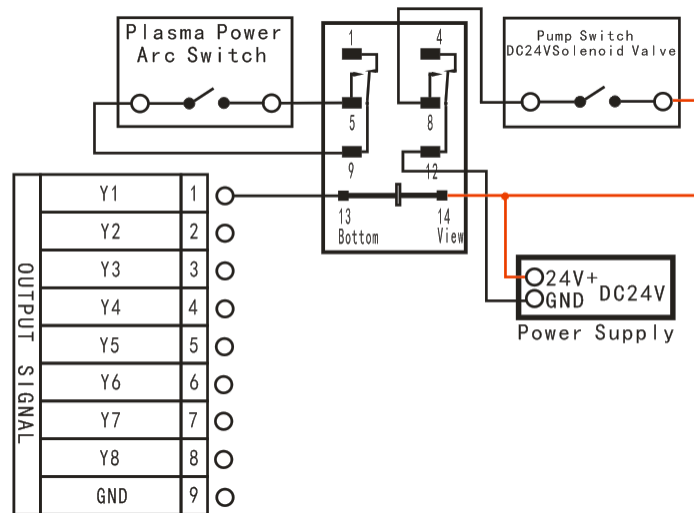 Plasma Power
Arc Switch
1
4
Pump Switch
DC24VSolenoid Valve
5
8
9
12
13
14
Bottom
View
OUTPUT SIGNAL
Y1 1
Y2 2
Y3 3
Y4 4
Y5 5
Y6 6
Y7 7
Y8 8
GND 9
24V+
GND
DC24V
Power Supply